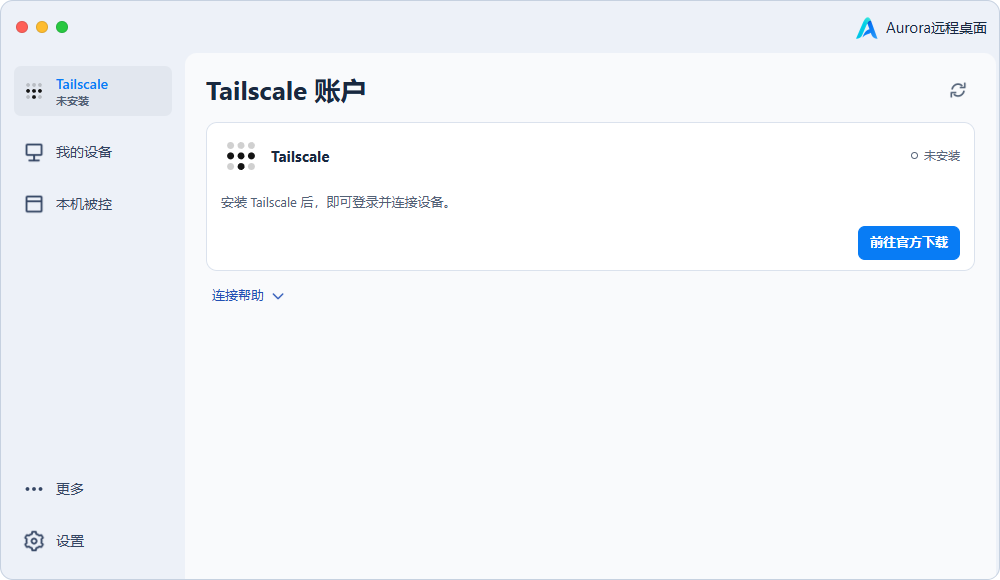 Aurora远程桌面
Tailscale
未安装
我的设备
本机被控
更多
设置
Tailscale 账户
Tailscale
未安装
安装 Tailscale 后，即可登录并连接设备。
前往官方下载
连接帮助